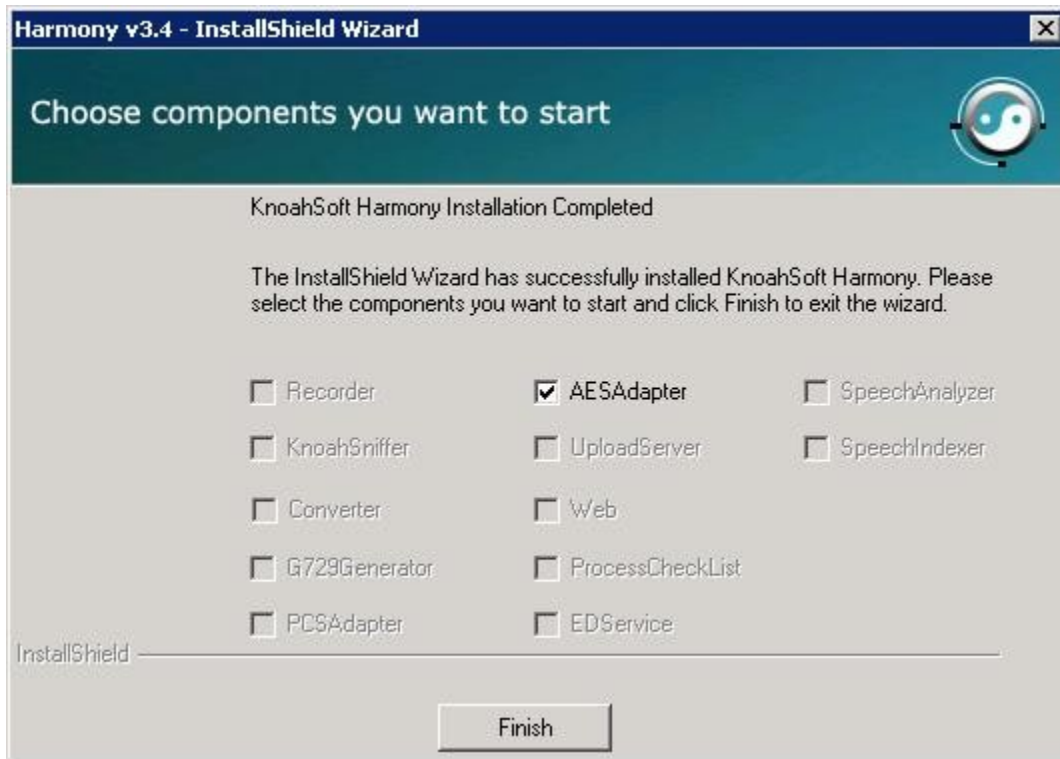 Harmony v3.4 - InstallShield Wizard
Choose components you want to start
KnoahSoft Harmony Installation Completed
The InstallShield Wizard has successfully installed KnoahSoft Harmony. Please
select the components you want to start and click Finish to exit the wizard.
Recorder AESAdapter SpeechAnalyzer
KnoahSniffer UploadServer SpeechIndexer
Converter Web
G729Generator ProcessCheckList
PCSAdapter EDService
InstallShield
Finish